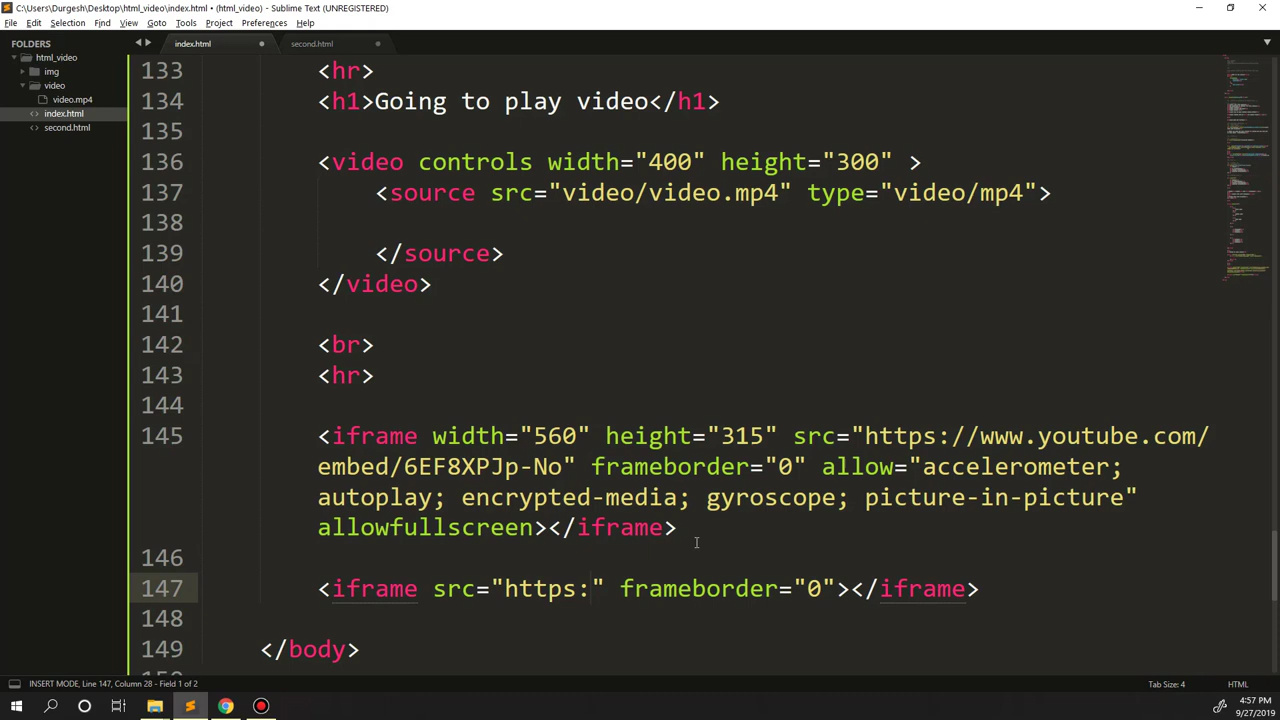 C:\Users\Durgesh\Desktop\html_video\index.html • (html_video) - Sublime Text (UNREGISTERED)
File Edit Selection Find View Goto Tools Project Preferences Help
FOLDERS
html_video
img
video
video.mp4
index.html
second.html
index.html
second.html
133 <hr>
134 <h1>Going to play video</h1>
135
136 <video controls width="400" height="300" >
137 <source src="video/video.mp4" type="video/mp4">
138
139 </source>
140 </video>
141
142 <br>
143 <hr>
144
145 <iframe width="560" height="315" src="https://www.youtube.com/
embed/6EF8XPJp-No" frameborder="0" allow="accelerometer;
autoplay; encrypted-media; gyroscope; picture-in-picture"
allowfullscreen></iframe>
146
147 <iframe src="https:" frameborder="0"></iframe>
148
149 </body>
INSERT MODE, Line 147, Column 28 - Field 1 of 2
Tab Size: 4
HTML
4:57 PM
9/27/2019